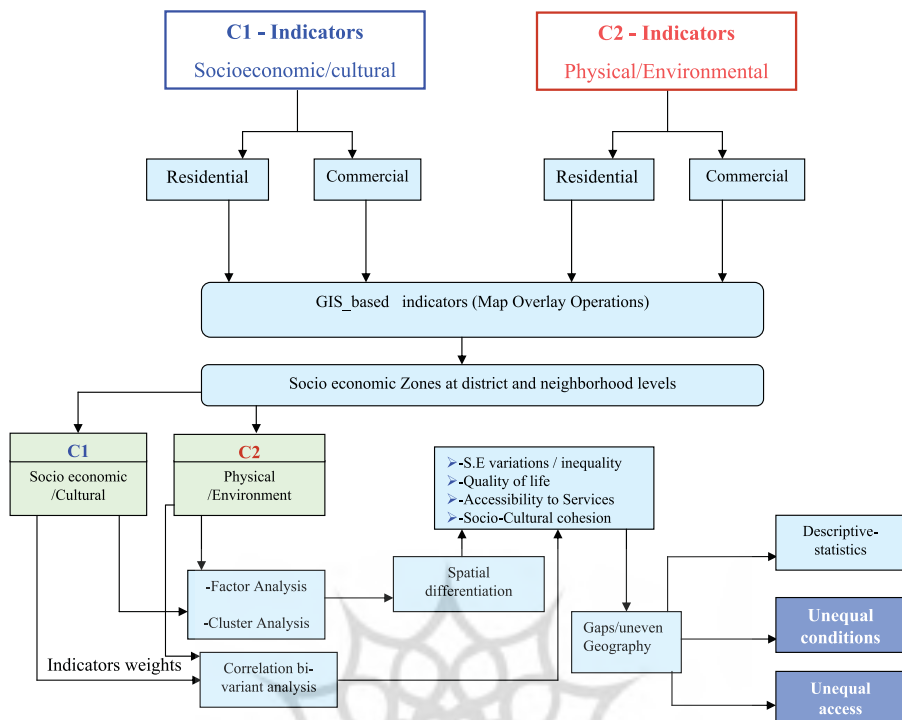 C1 - Indicators
Socioeconomic/cultural
C2 - Indicators
Physical/Environmental
Residential
Commercial
Residential
Commercial
GIS_based indicators (Map Overlay Operations)
Socio economic Zones at district and neighborhood levels
C1
Socio economic
/Cultural
C2
Physical
/Environment
-S.E variations / inequality
-Quality of life
-Accessibility to Services
-Socio-Cultural cohesion
Descriptive-
statistics
-Factor Analysis
-Cluster Analysis
Spatial
differentiation
Gaps/uneven
Geography
Unequal
conditions
Indicators weights
Correlation bi-
variant analysis
Unequal
access